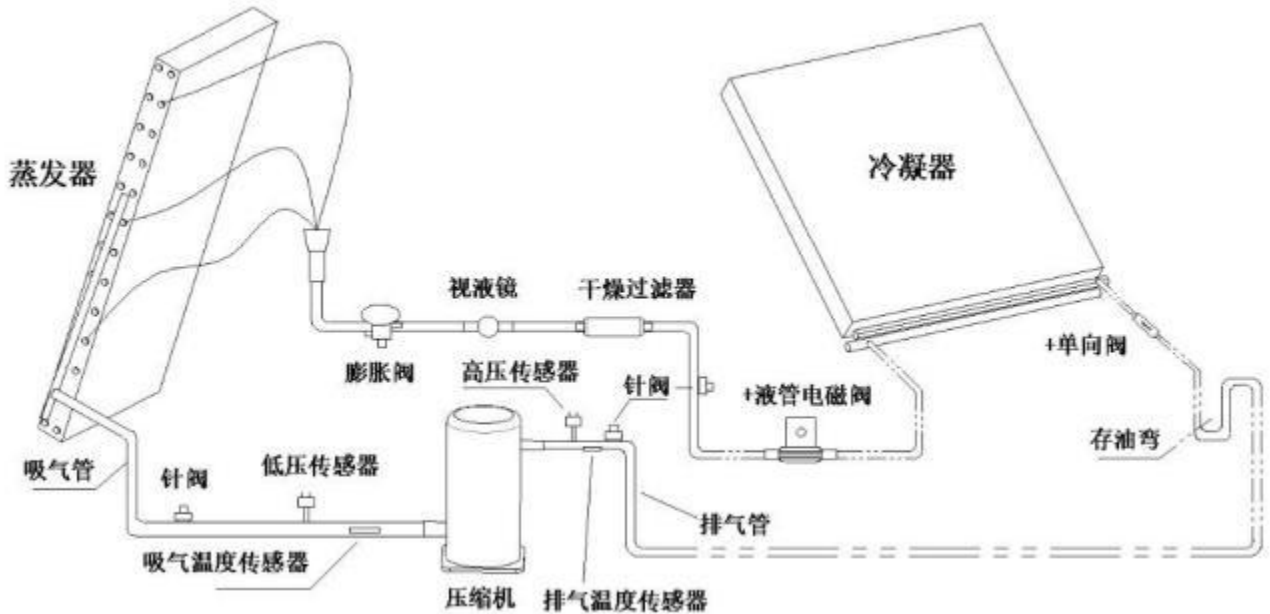 蒸发器
冷凝器
视液镜
干燥过滤器
+单向阀
膨胀阀
高压传感器
针阀
+液管电磁阀
存油弯
吸气管
针阀
低压传感器
排气管
吸气温度传感器
压缩机
排气温度传感器